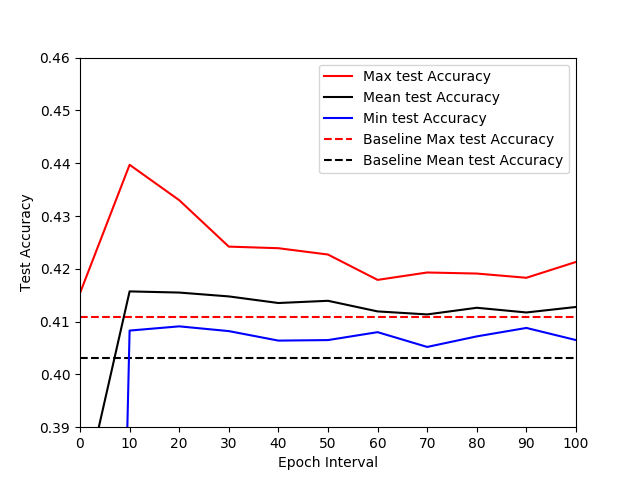 0.46
0.45
0.44
0.43
0.42
0.41
0.40
0.39
Test Accuracy
Max test Accuracy
Mean test Accuracy
Min test Accuracy
Baseline Max test Accuracy
Baseline Mean test Accuracy
0 10 20 30 40 50 60 70 80 90 100
Epoch Interval